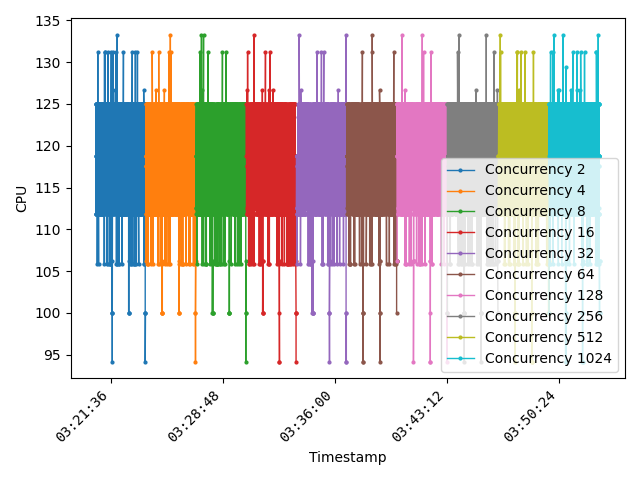 135
130
125
120
115
110
105
100
95
CPU
Concurrency 2
Concurrency 4
Concurrency 8
Concurrency 16
Concurrency 32
Concurrency 64
Concurrency 128
Concurrency 256
Concurrency 512
Concurrency 1024
03:21:36
03:28:48
03:36:00
03:43:12
03:50:24
Timestamp